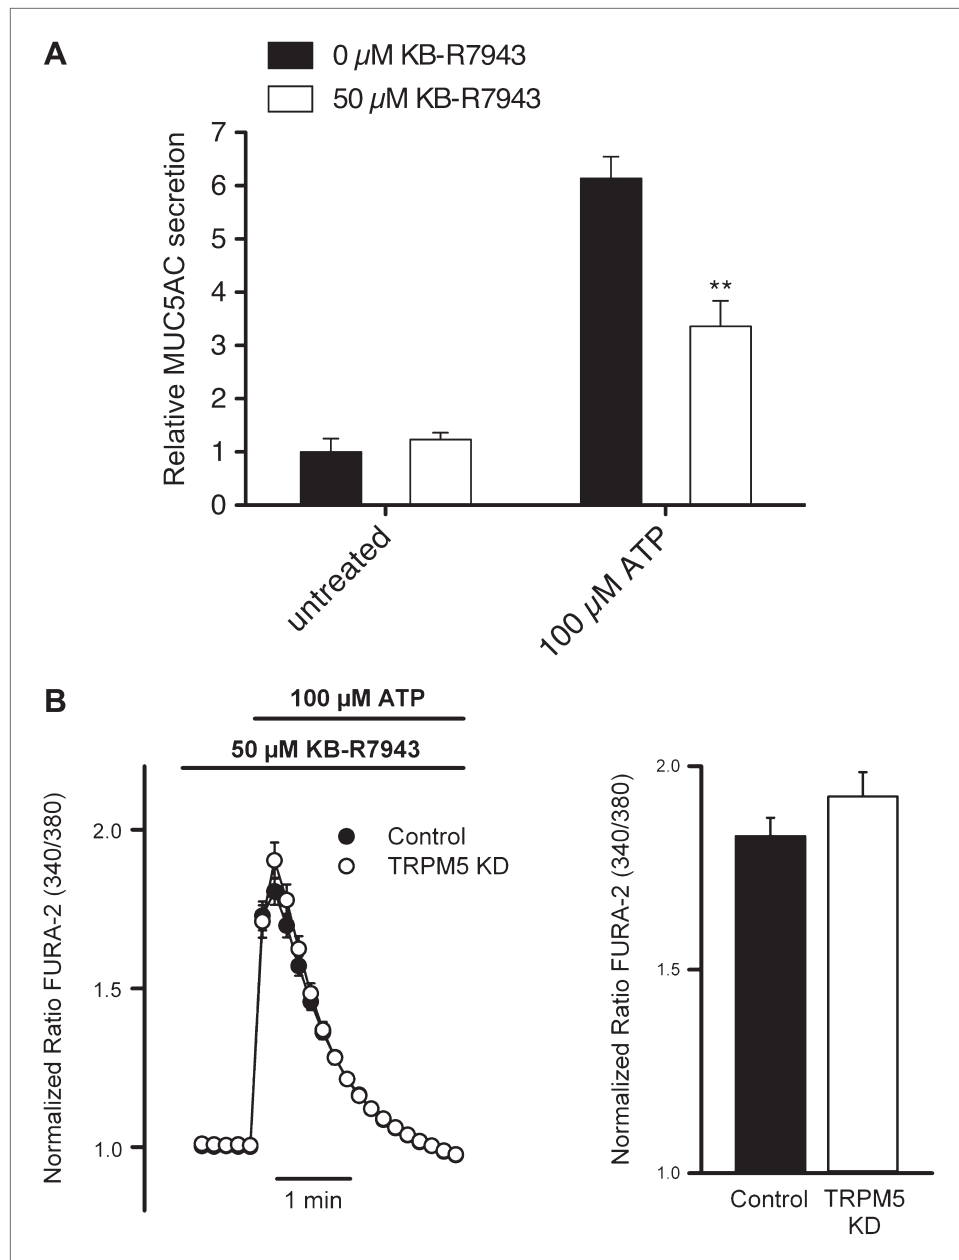 A
0 µM KB-R7943
50 µM KB-R7943
Relative MUC5AC secretion
7
6
5
4
3
2
1
0
**
untreated
100 µM ATP
B
100 µM ATP
50 µM KB-R7943
Normalized Ratio FURA-2 (340/380)
2.0
1.5
1.0
Control
TRPM5 KD
1 min
Normalized Ratio FURA-2 (340/380)
2.0
1.5
1.0
Control
TRPM5
KD